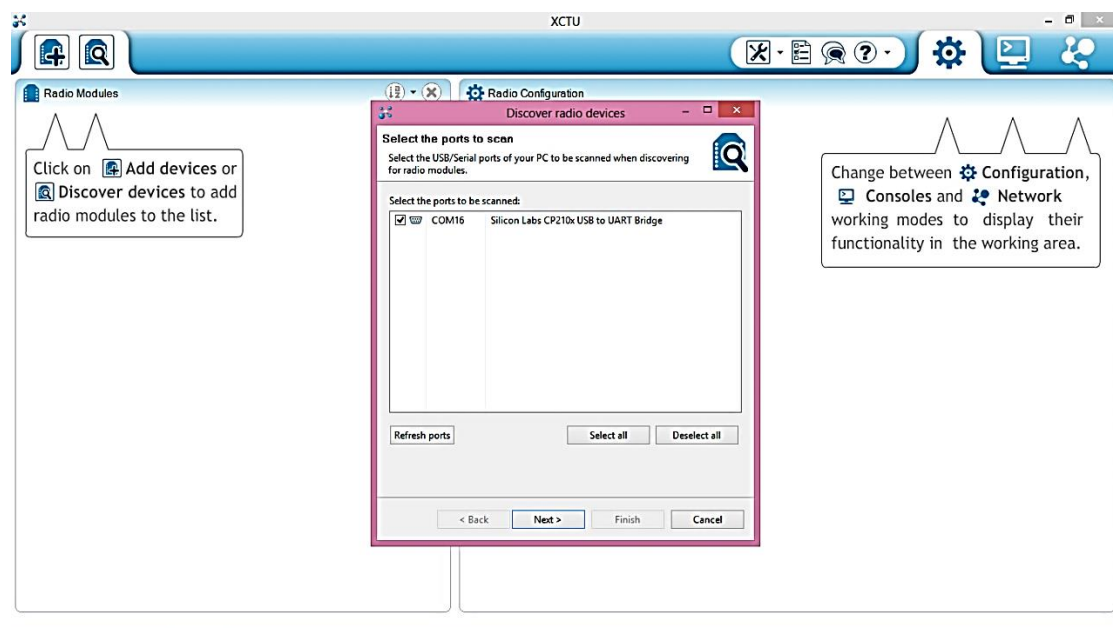 XCTU
Radio Modules
Radio Configuration
Click on Add devices or
Discover devices to add
radio modules to the list.
Discover radio devices
Select the ports to scan
Select the USB/Serial ports of your PC to be scanned when discovering
for radio modules.
Select the ports to be scanned:
COM16 Silicon Labs CP210x USB to UART Bridge
Refresh ports Select all Deselect all
< Back Next > Finish Cancel
Change between Configuration,
Consoles and Network
working modes to display their
functionality in the working area.